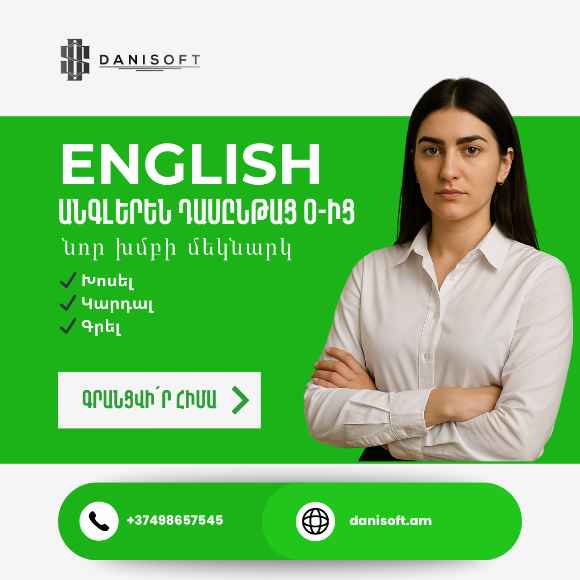 DANISOFT
ENGLISH
ԱՆԳԼԵՐԵՆ ԴԱՍԸՆԹԱՑ 0-ԻՑ
նոր խմբի մեկնարկ
Խոսել
Կարդալ
Գրել
ԳՐԱՆՑՎԻ՛Ր ՀԻՄԱ
+37498657545
danisoft.am